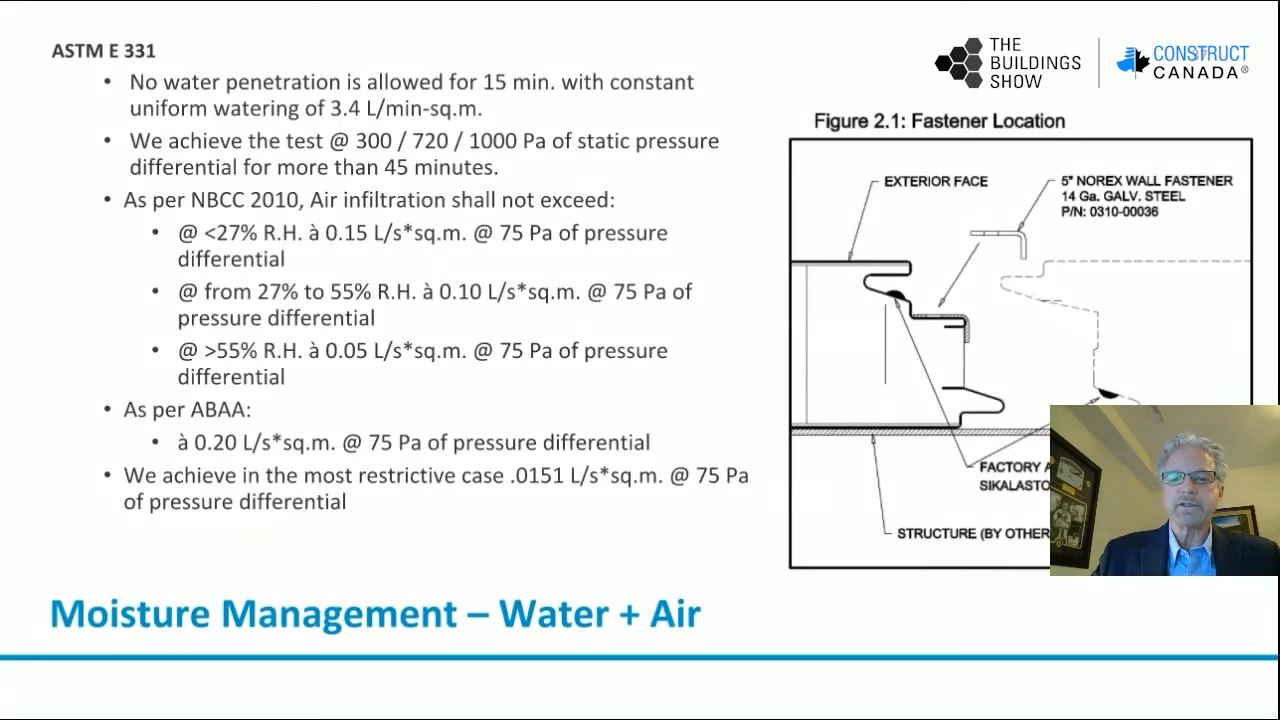 ASTM E 331
• No water penetration is allowed for 15 min. with constant
uniform watering of 3.4 L/min-sq.m.
• We achieve the test @ 300 / 720 / 1000 Pa of static pressure
differential for more than 45 minutes.
• As per NBCC 2010, Air infiltration shall not exceed:
• @ <27% R.H. à 0.15 L/s*sq.m. @ 75 Pa of pressure
differential
• @ from 27% to 55% R.H. à 0.10 L/s*sq.m. @ 75 Pa of
pressure differential
• @ >55% R.H. à 0.05 L/s*sq.m. @ 75 Pa of pressure
differential
• As per ABAA:
• à 0.20 L/s*sq.m. @ 75 Pa of pressure differential
• We achieve in the most restrictive case .0151 L/s*sq.m. @ 75 Pa
of pressure differential
THE
BUILDINGS
SHOW
CONSTRUCT
CANADA®
Figure 2.1: Fastener Location
EXTERIOR FACE
5" NOREX WALL FASTENER
14 Ga. GALV. STEEL
P/N: 0310-00036
FACTORY
SIKALASTO
STRUCTURE (BY OTHER
Moisture Management – Water + Air